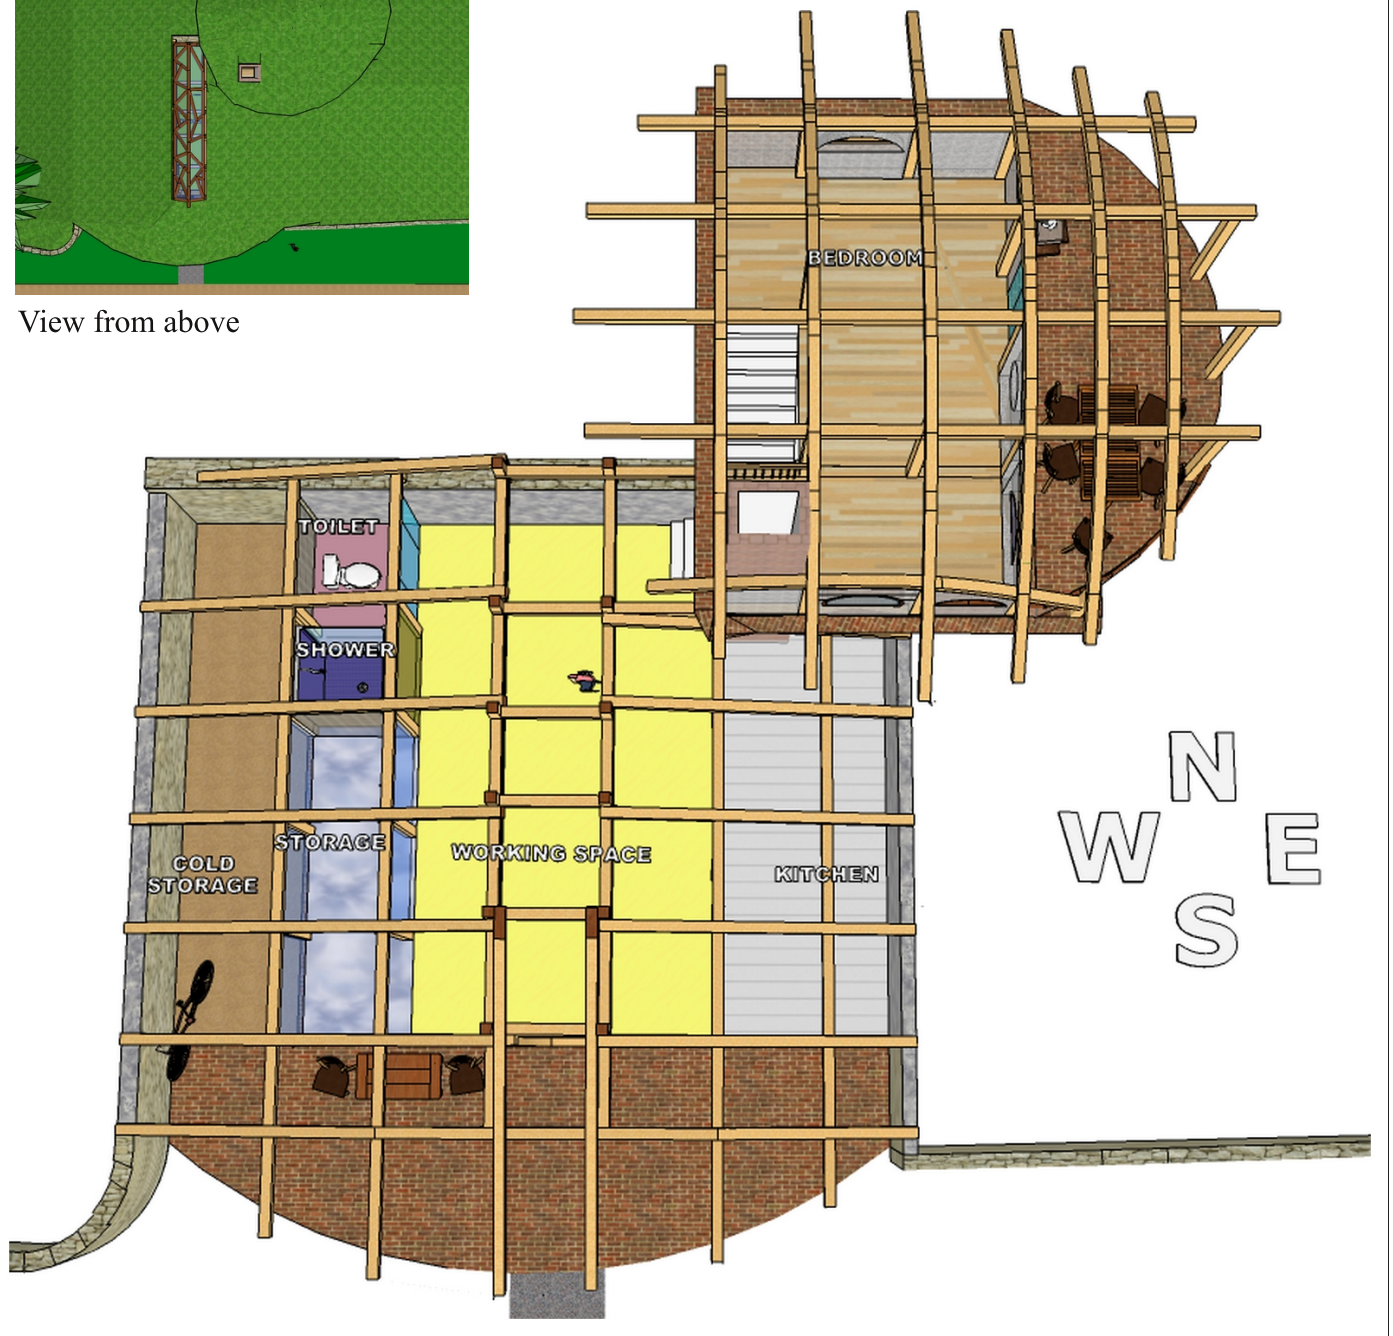 View from above
BEDROOM
TOILET
SHOWER
STORAGE
COLD
STORAGE
WORKING SPACE
KITCHEN
N
W E
S